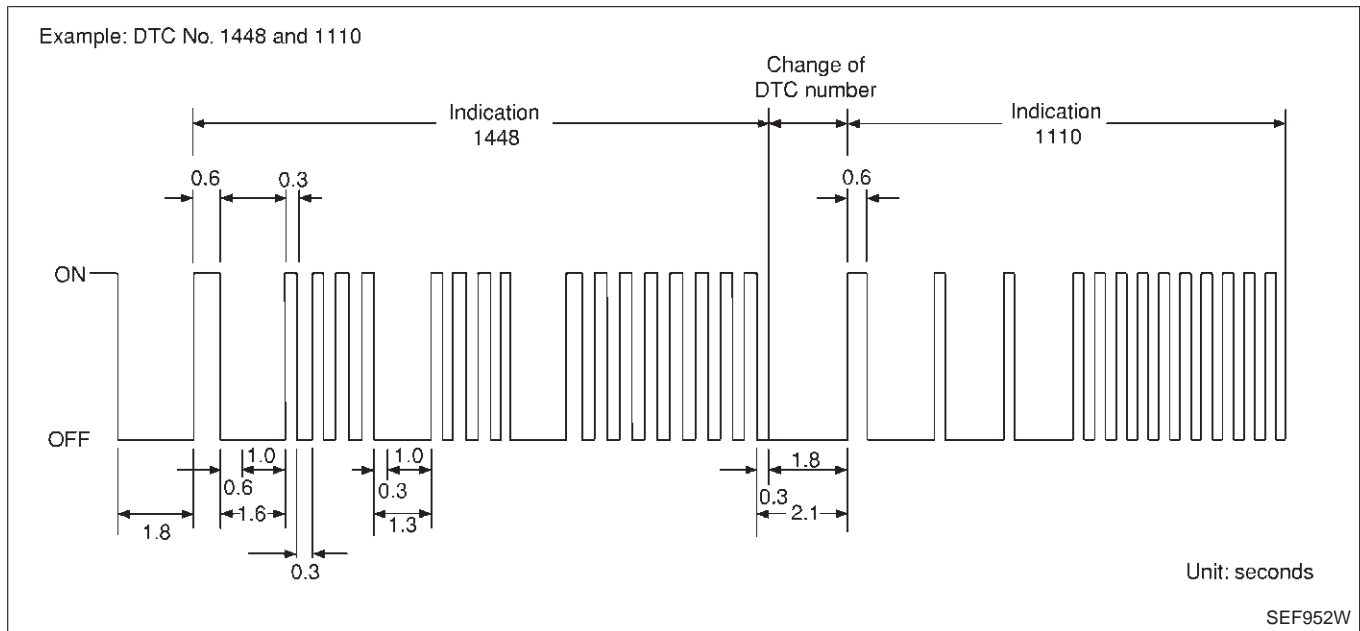 Example: DTC No. 1448 and 1110
Change of
DTC number
Indication
1448
Indication
1110
0.6
0.3
0.6
ON
OFF
1.0
1.0
1.8
0.6
0.3
0.3
1.8
1.6
1.3
2.1
0.3
Unit: seconds
SEF952W